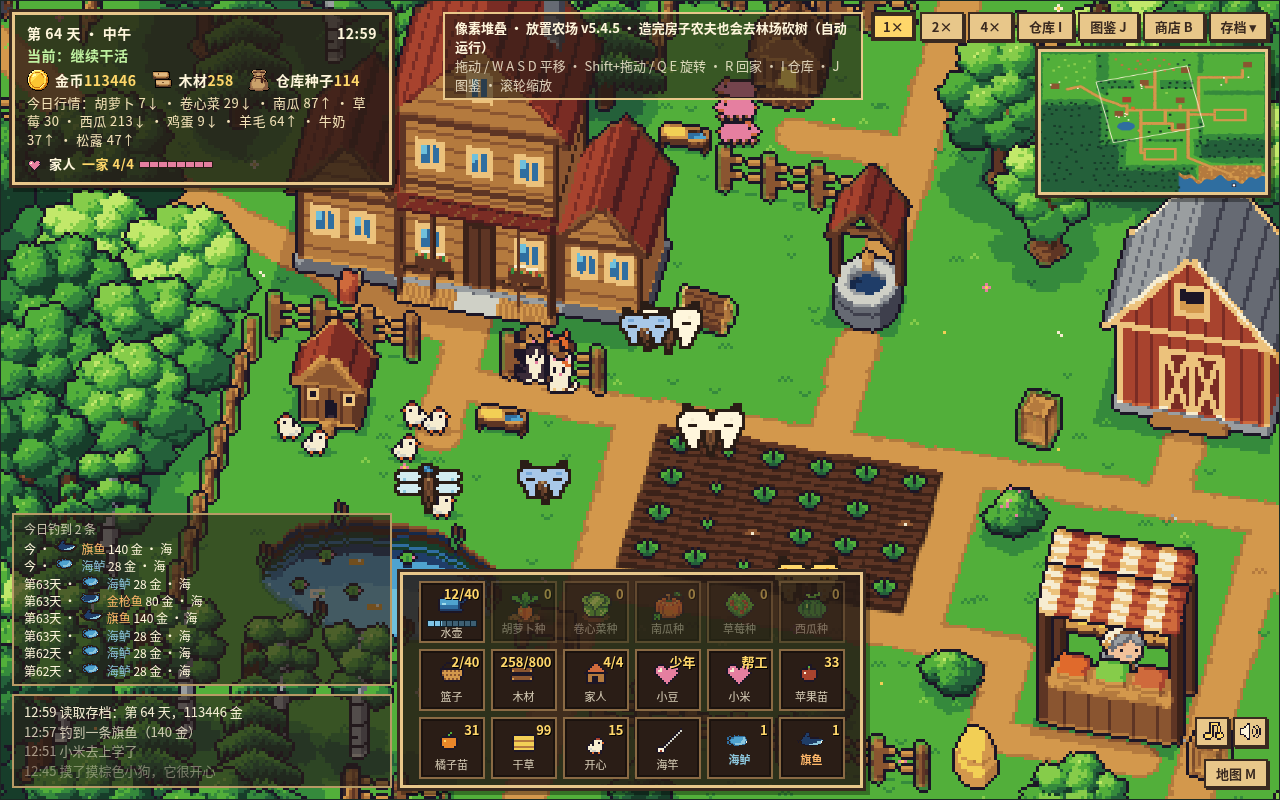 第 64 天 · 中午 12:59
当前：继续干活
金币113446 木材258 仓库种子114
今日行情：胡萝卜 7↓ · 卷心菜 29↓ · 南瓜 87↑ · 草
莓 30 · 西瓜 213↓ · 鸡蛋 9↓ · 羊毛 64↑ · 牛奶
37↑ · 松露 47↑
家人 一家 4/4
像素堆叠 · 放置农场 v5.4.5 · 造完房子农夫也会去林场砍树（自动
运行）
拖动 / W A S D 平移 · Shift+拖动 / Q E 旋转 · R 回家 · I 仓库 · J
图鉴 · 滚轮缩放
1×
2×
4×
仓库 I
图鉴 J
商店 B
存档 ▾
今日钓到 2 条
今 · 旗鱼 140 金 · 海
今 · 海鲈 28 金 · 海
第63天 · 海鲈 28 金 · 海
第63天 · 金枪鱼 80 金 · 海
第63天 · 旗鱼 140 金 · 海
第63天 · 海鲈 28 金 · 海
第62天 · 海鲈 28 金 · 海
第62天 · 海鲈 28 金 · 海
12:59 读取存档：第 64 天，113446 金
12:57 钓到一条旗鱼（140 金）
12:51 小米去上学了
12:45 摸了摸棕色小狗，它很开心
12/40 水壶
0 胡萝卜种
0 卷心菜种
0 南瓜种
0 草莓种
0 西瓜种
2/40 篮子
258/800 木材
4/4 家人
少年 小豆
帮工 小米
33 苹果苗
31 橘子苗
99 干草
15 开心
海竿
1 海鲈
1 旗鱼
地图 M